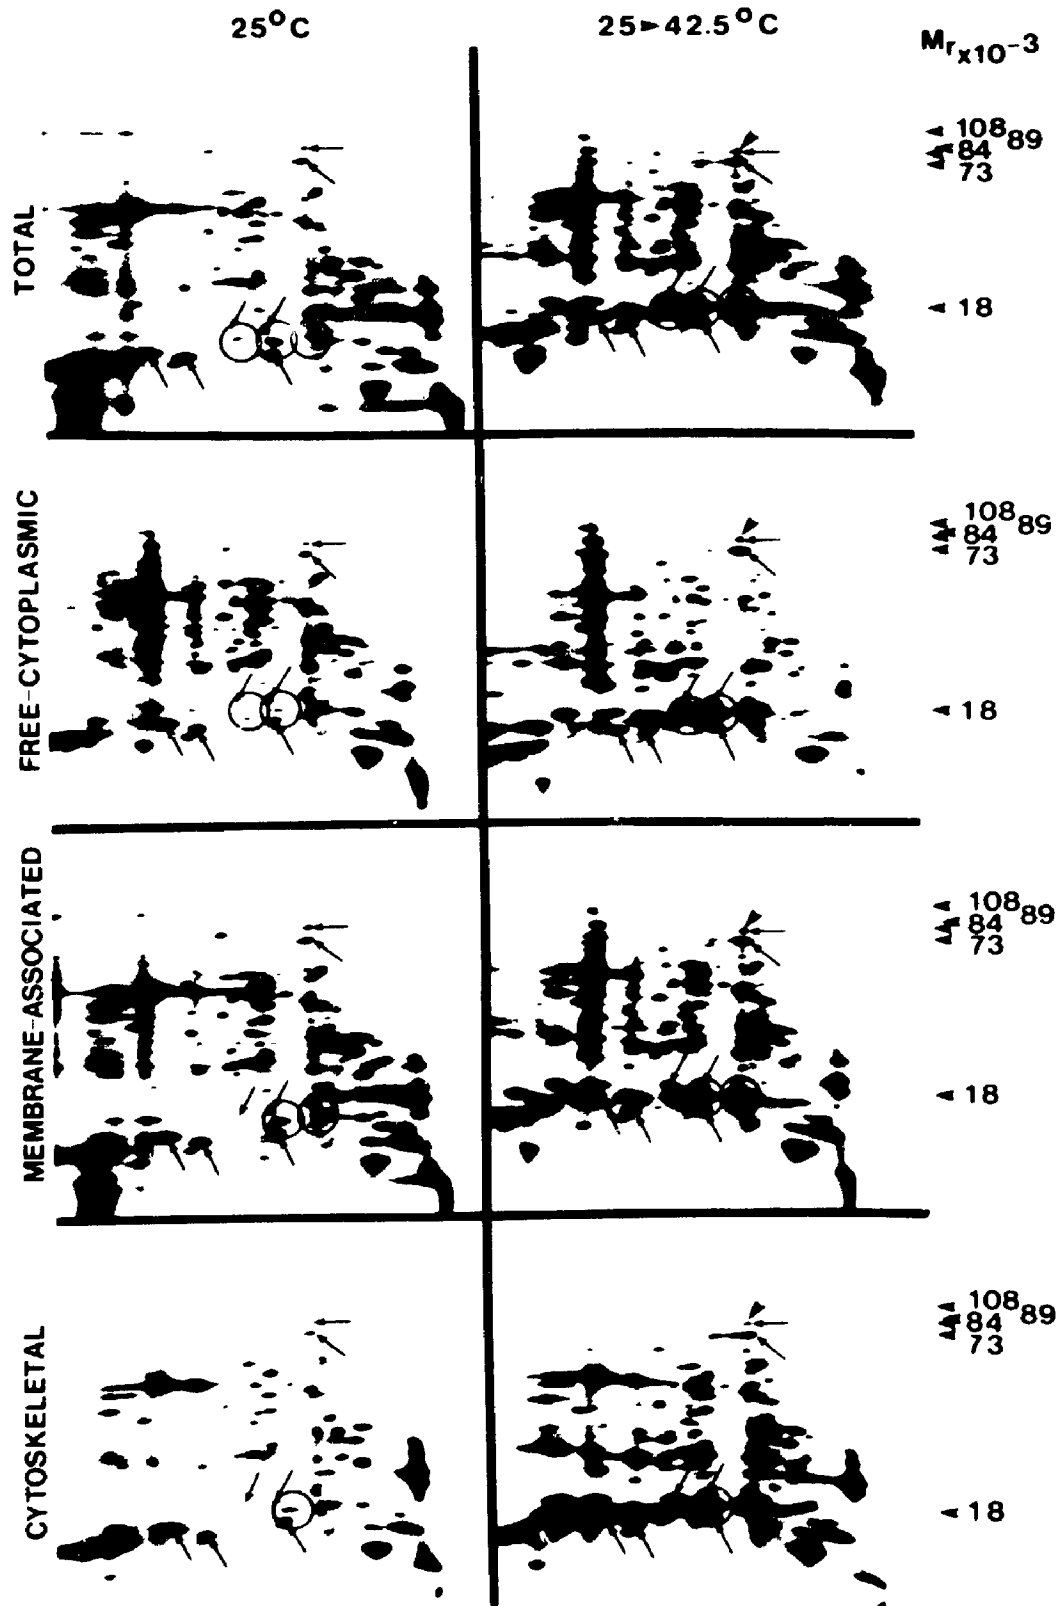 25°C
25►42.5°C
Mr x10-3
TOTAL
108 89
84
73
18
FREE-CYTOPLASMIC
108 89
84
73
18
MEMBRANE-ASSOCIATED
108 89
84
73
18
CYTOSKELETAL
108 89
84
73
18